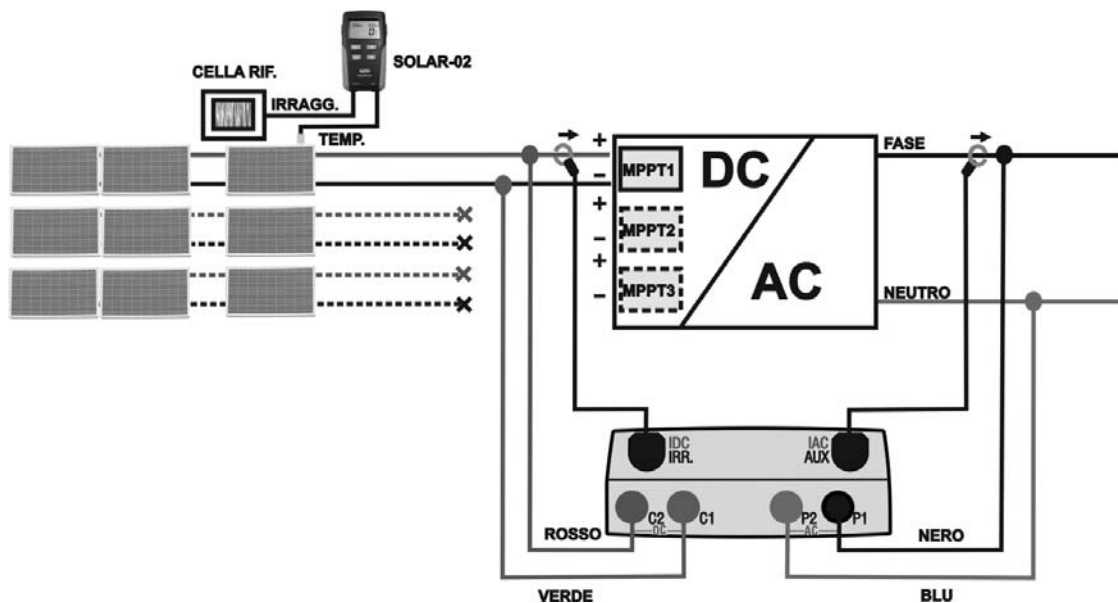 SOLAR-02
CELLA RIF.
IRRAGG.
TEMP.
+
-
MPPT1
DC
FASE
+
-
MPPT2
+
-
MPPT3
AC
NEUTRO
IDC
IRR.
IAC
AUX
C2
C1
DC
P2
P1
AC
ROSSO
NERO
VERDE
BLU